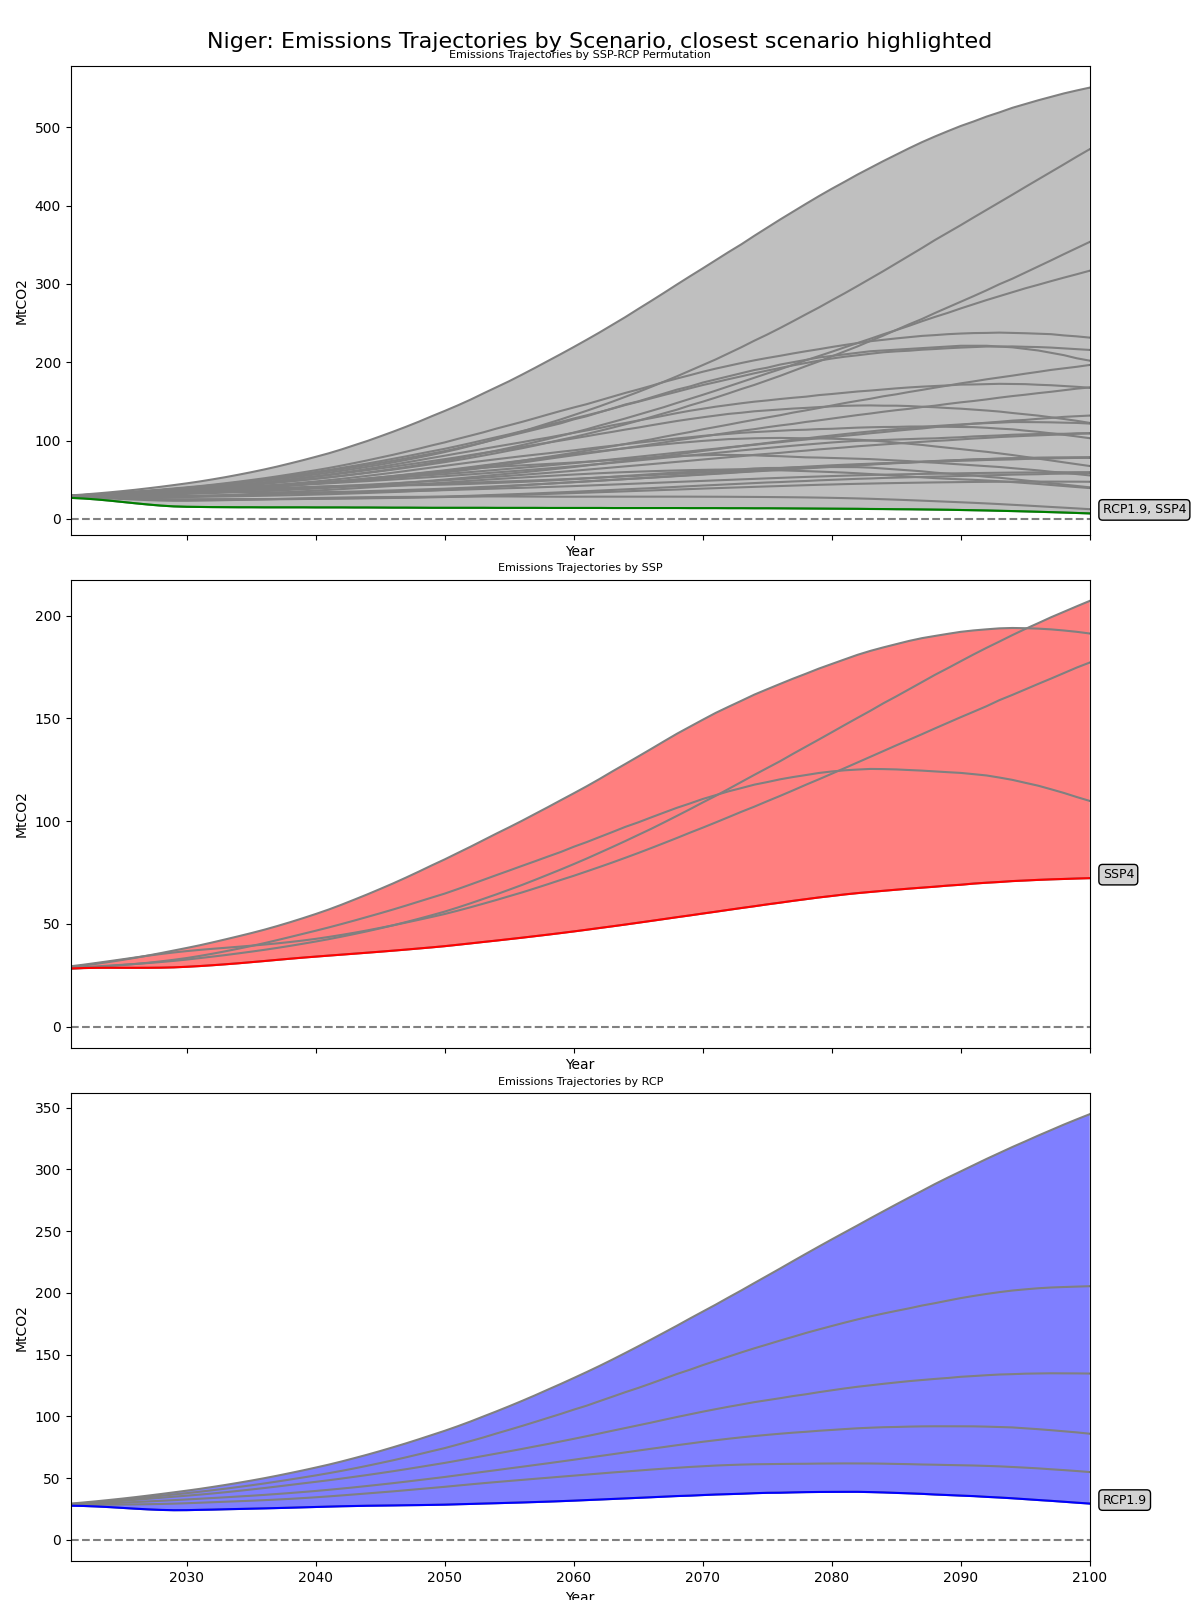 Niger: Emissions Trajectories by Scenario, closest scenario highlighted
Emissions Trajectories by SSP-RCP Permutation
500
400
300
200
100
0
MtCO2
RCP1.9, SSP4
Year
Emissions Trajectories by SSP
200
150
100
50
0
MtCO2
SSP4
Year
Emissions Trajectories by RCP
350
300
250
200
150
100
50
0
MtCO2
RCP1.9
2030 2040 2050 2060 2070 2080 2090 2100
Year